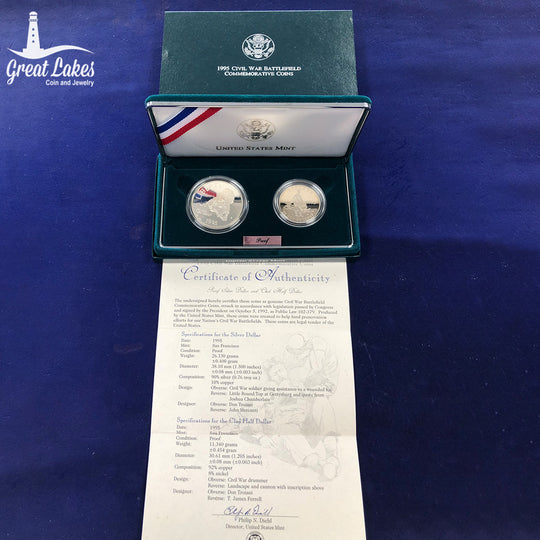 Great Lakes
Coin and Jewelry
1995 Civil War Battlefield
Commemorative Coins
United States Mint
1995
Proof
Certificate of Authenticity
Proof Silver Dollar and Clad Half Dollar
The undersigned hereby certifies these coins as genuine Civil War Battlefield
Commemorative Coins, struck in accordance with legislation passed by Congress
and signed by the President on October 5, 1992, as Public Law 102-379. Produced
by the United States Mint, these coins were minted to help fund preservation
efforts for our Nation's Civil War Battlefields. These coins are legal tender of the
United States.
Specifications for the Silver Dollar
Date: 1995
Mint: San Francisco
Condition: Proof
Weight: 26.730 grams
±0.400 gram
Diameter: 38.10 mm (1.500 inches)
±0.08 mm (±0.003 inch)
Composition: 90% silver (0.76 troy oz.)
10% copper
Design: Obverse: Civil War soldier giving assistance to a wounded foe
Reverse: Little Round Top at Gettysburg and quote from
Joshua Chamberlain
Designer: Obverse: Don Troiani
Reverse: John Mercanti
Specifications for the Clad Half Dollar
Date: 1995
Mint: San Francisco
Condition: Proof
Weight: 11.340 grams
±0.454 gram
Diameter: 30.61 mm (1.205 inches)
±0.08 mm (±0.003 inch)
Composition: 92% copper
8% nickel
Design: Obverse: Civil War drummer
Reverse: Landscape and cannon with inscription above
Designer: Obverse: Don Troiani
Reverse: T. James Ferrell
Philip N. Diehl
Philip N. Diehl
Director, United States Mint